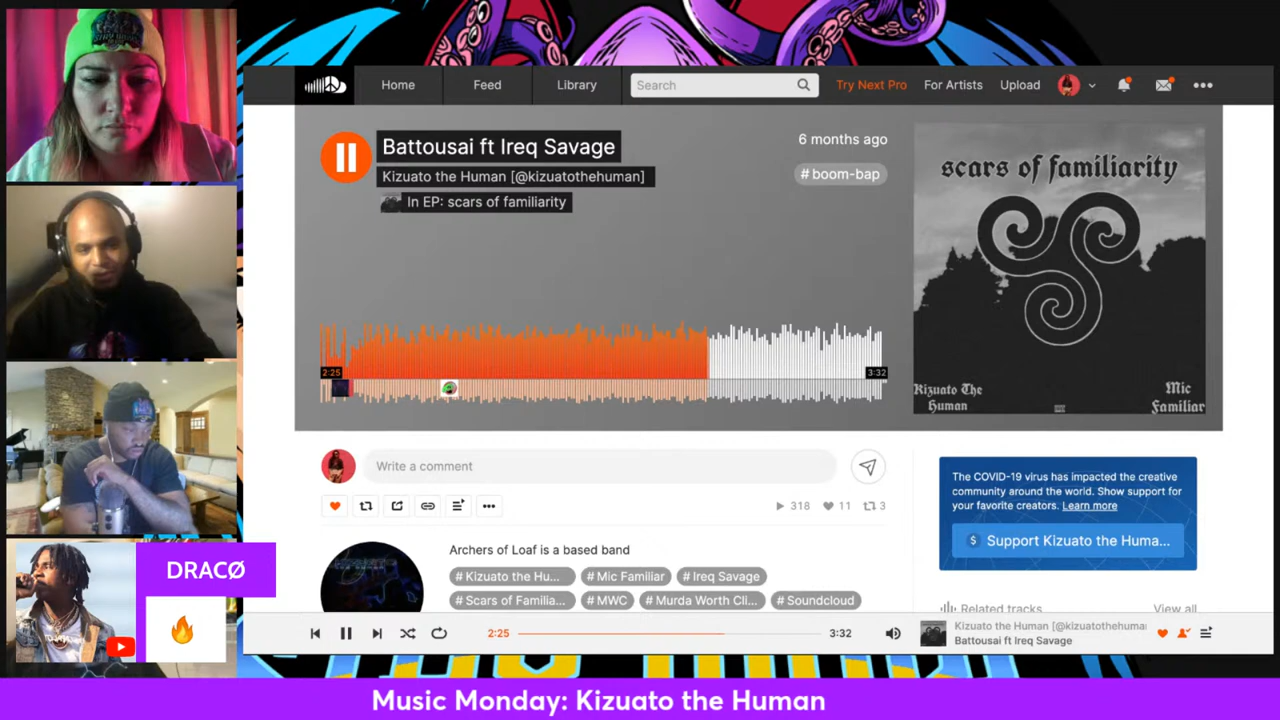 Home
Feed
Library
Search
Try Next Pro
For Artists
Upload
Battousai ft Ireq Savage
Kizuato the Human [@kizuatothehuman]
In EP: scars of familiarity
6 months ago
# boom-bap
scars of familiarity
Kizuato The
Human
Mic
Familiar
2:25
3:32
Write a comment
318
11
3
The COVID-19 virus has impacted the creative
community around the world. Show support for
your favorite creators. Learn more
$ Support Kizuato the Huma...
Archers of Loaf is a based band
# Kizuato the Hu...
# Mic Familiar
# Ireq Savage
# Scars of Familia...
# MWC
# Murda Worth Cli...
# Soundcloud
Related tracks
View all
DRACØ
2:25
3:32
Kizuato the Human [@kizuatothehuman
Battousai ft Ireq Savage
Music Monday: Kizuato the Human